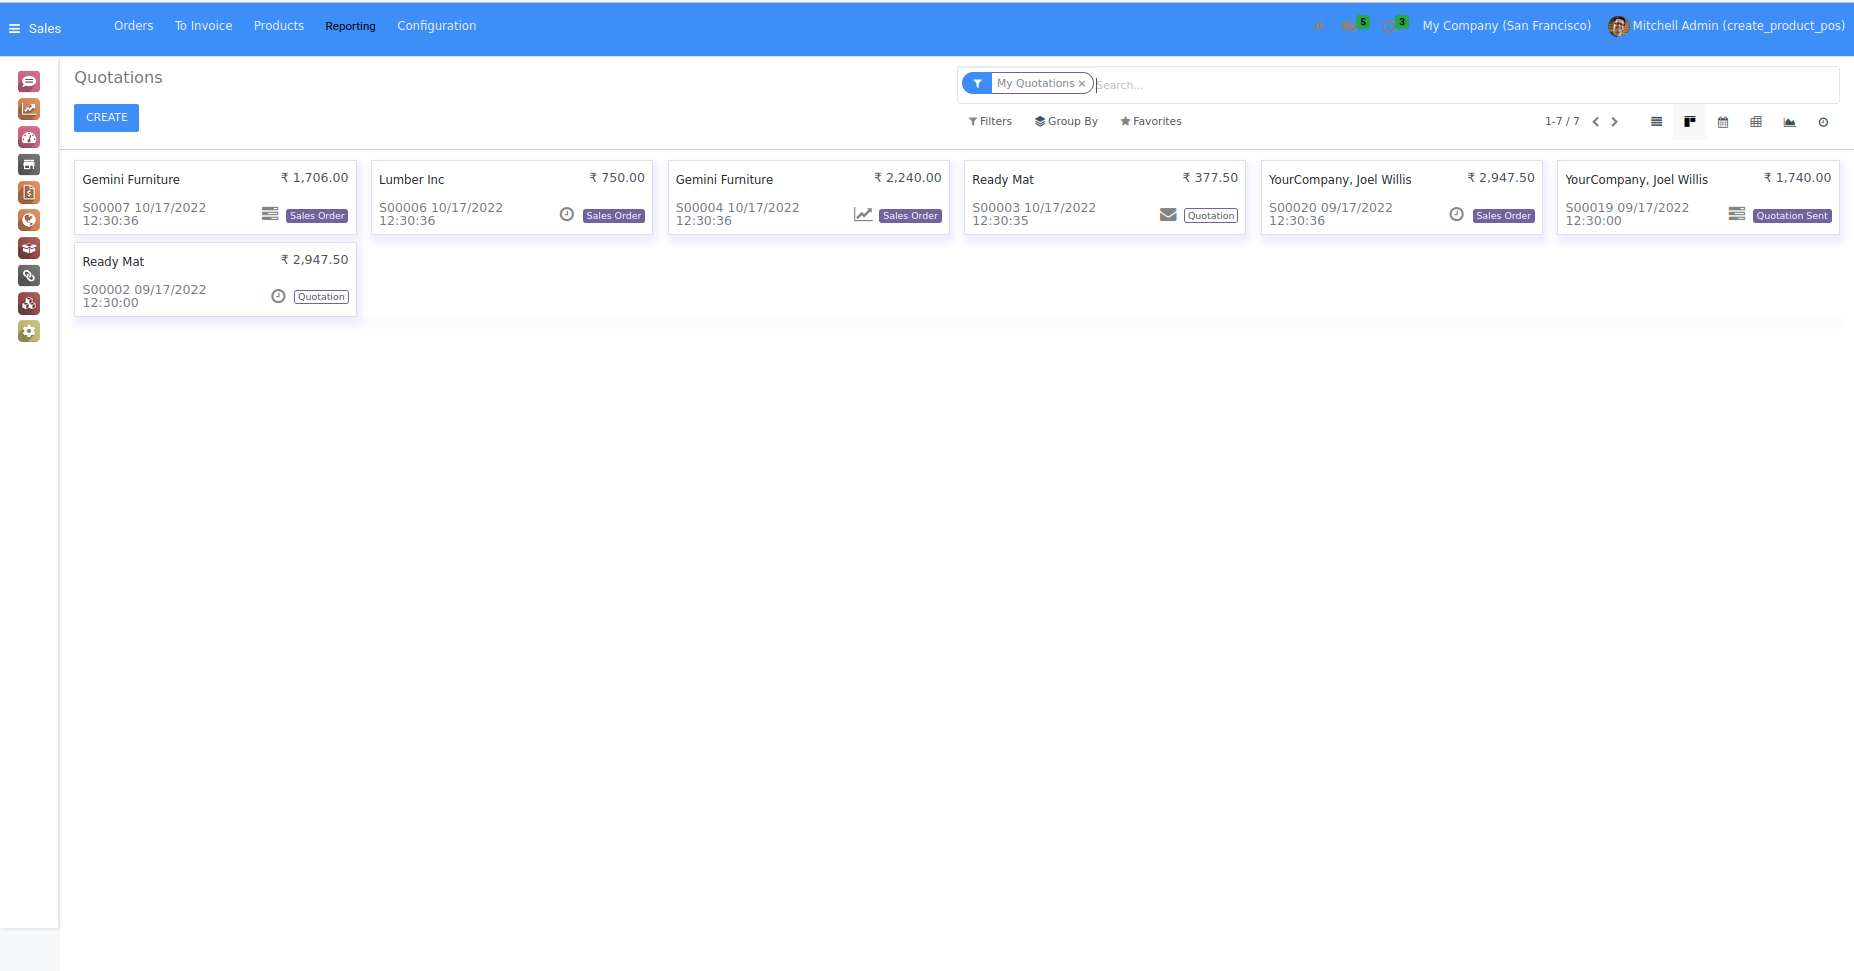 Sales Orders To Invoice Products Reporting Configuration 5 3 My Company (San Francisco) Mitchell Admin (create_product_pos)
Quotations
My Quotations × Search...
CREATE
Filters Group By Favorites 1-7 / 7
Gemini Furniture ₹ 1,706.00
S00007 10/17/2022
12:30:36 Sales Order
Lumber Inc ₹ 750.00
S00006 10/17/2022
12:30:36 Sales Order
Gemini Furniture ₹ 2,240.00
S00004 10/17/2022
12:30:36 Sales Order
Ready Mat ₹ 377.50
S00003 10/17/2022
12:30:35 Quotation
YourCompany, Joel Willis ₹ 2,947.50
S00020 09/17/2022
12:30:36 Sales Order
YourCompany, Joel Willis ₹ 1,740.00
S00019 09/17/2022
12:30:00 Quotation Sent
Ready Mat ₹ 2,947.50
S00002 09/17/2022
12:30:00 Quotation